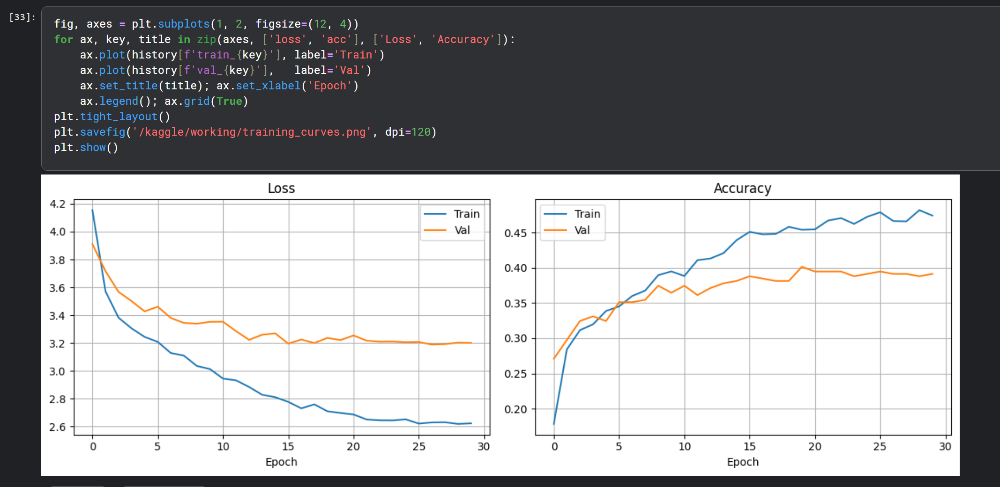 [33]:
fig, axes = plt.subplots(1, 2, figsize=(12, 4))
for ax, key, title in zip(axes, ['loss', 'acc'], ['Loss', 'Accuracy']):
    ax.plot(history[f'train_{key}'], label='Train')
    ax.plot(history[f'val_{key}'],   label='Val')
    ax.set_title(title); ax.set_xlabel('Epoch')
    ax.legend(); ax.grid(True)
plt.tight_layout()
plt.savefig('/kaggle/working/training_curves.png', dpi=120)
plt.show()
Loss
4.2
4.0
3.8
3.6
3.4
3.2
3.0
2.8
2.6
Train
Val
0 5 10 15 20 25 30
Epoch
Accuracy
Train
Val
0.45
0.40
0.35
0.30
0.25
0.20
0 5 10 15 20 25 30
Epoch